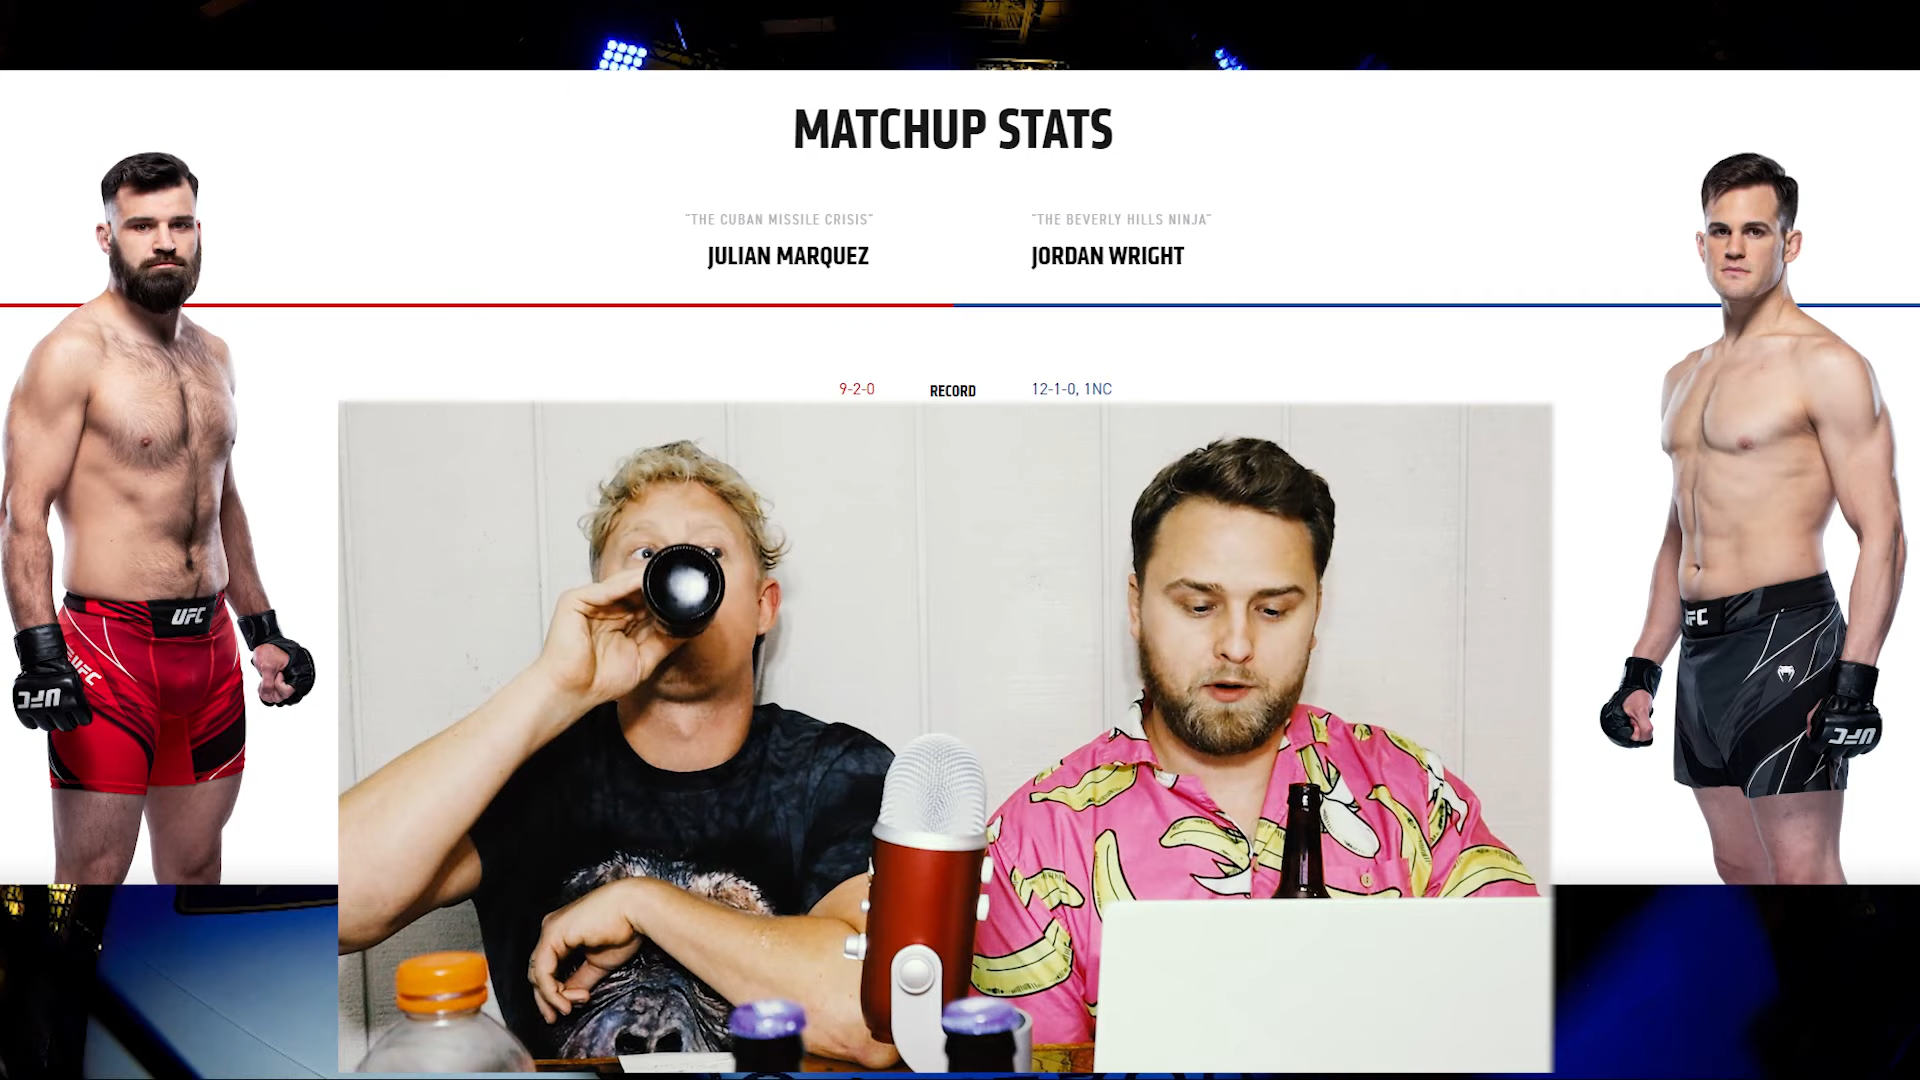 MATCHUP STATS
"THE CUBAN MISSILE CRISIS"
"THE BEVERLY HILLS NINJA"
JULIAN MARQUEZ
JORDAN WRIGHT
9-2-0 RECORD 12-1-0, 1NC
UFC
UFC
UFC
UFC
UFC